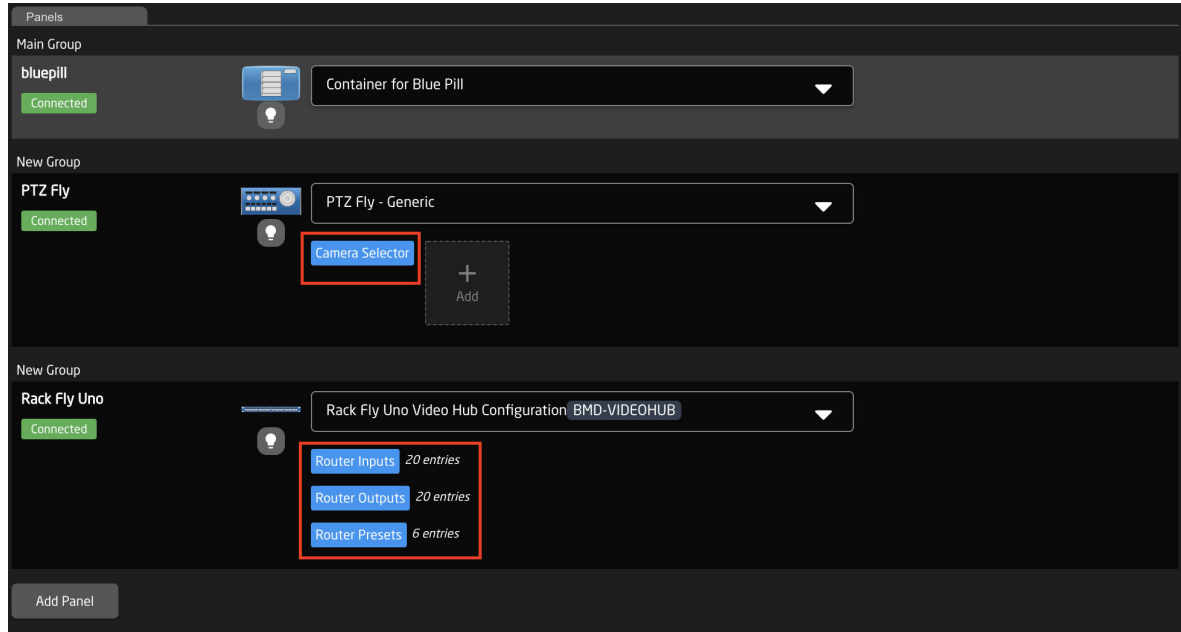 Panels
Main Group
bluepill
Connected
Container for Blue Pill
New Group
PTZ Fly
Connected
PTZ Fly - Generic
Camera Selector
Add
New Group
Rack Fly Uno
Connected
Rack Fly Uno Video Hub Configuration BMD-VIDEOHUB
Router Inputs 20 entries
Router Outputs 20 entries
Router Presets 6 entries
Add Panel